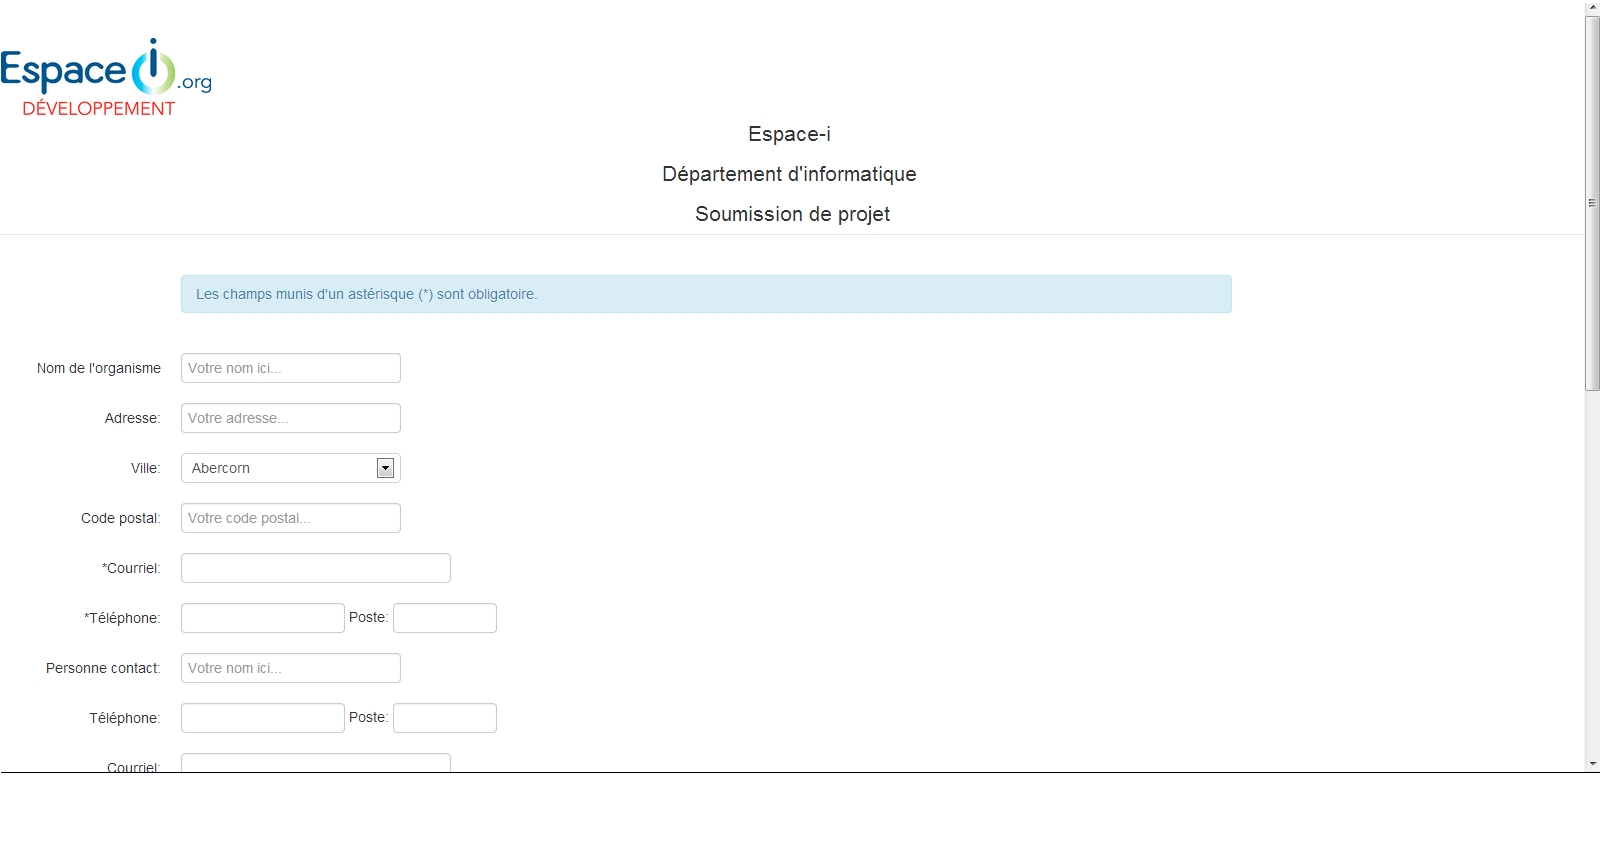 Espace i .org
DÉVELOPPEMENT
Espace-i
Département d'informatique
Soumission de projet
Les champs munis d'un astérisque (*) sont obligatoire.
Nom de l'organisme Votre nom ici...
Adresse: Votre adresse...
Ville: Abercorn
Code postal: Votre code postal...
*Courriel:
*Téléphone: Poste:
Personne contact: Votre nom ici...
Téléphone: Poste:
Courriel: